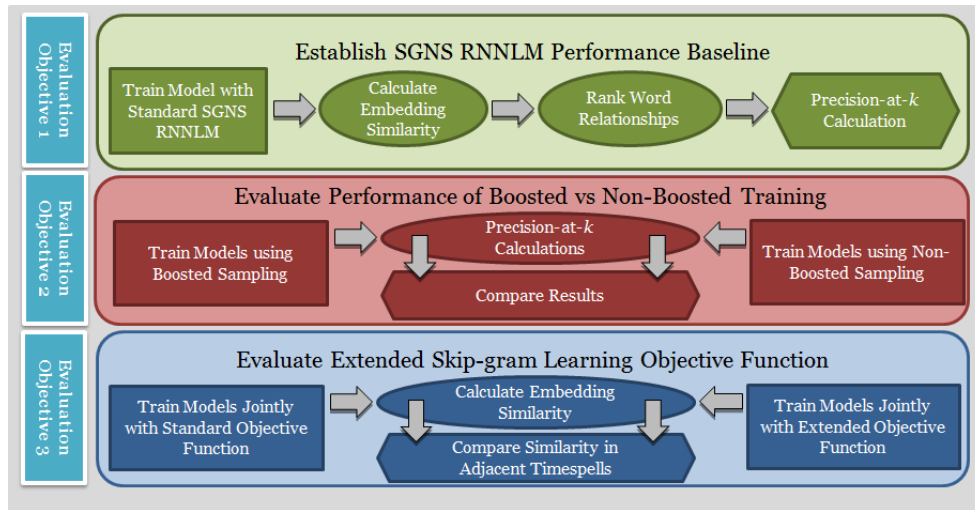 Evaluation
Objective 1
Establish SGNS RNNLM Performance Baseline
Train Model with
Standard SGNS
RNNLM
Calculate
Embedding
Similarity
Rank Word
Relationships
Precision-at-k
Calculation
Evaluation
Objective 2
Evaluate Performance of Boosted vs Non-Boosted Training
Train Models using
Boosted Sampling
Precision-at-k
Calculations
Compare Results
Train Models using Non-
Boosted Sampling
Evaluation
Objective 3
Evaluate Extended Skip-gram Learning Objective Function
Train Models Jointly
with Standard Objective
Function
Calculate Embedding
Similarity
Compare Similarity in
Adjacent Timespells
Train Models Jointly
with Extended Objective
Function